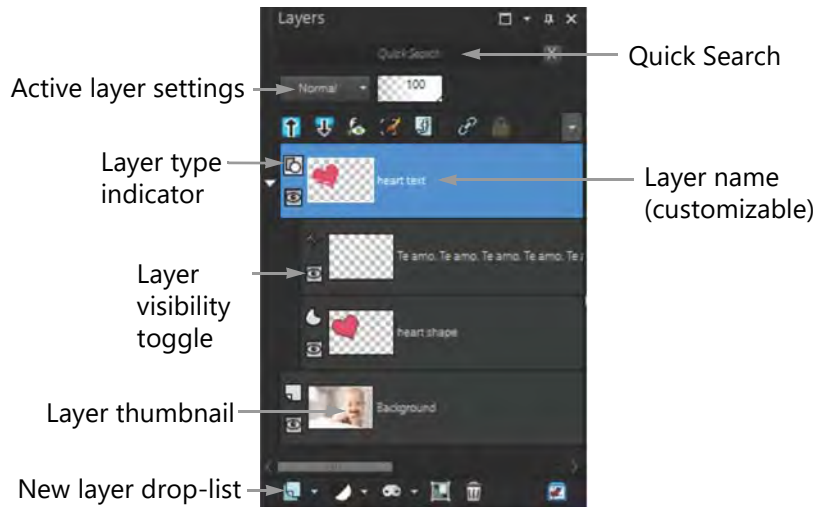 Layers
Quick Search
Quick Search
Active layer settings
Normal
100
Layer type
indicator
heart text
Layer name
(customizable)
Te amo. Te amo. Te amo. Te amo. Te
Layer
visibility
toggle
heart shape
Layer thumbnail
Background
New layer drop-list